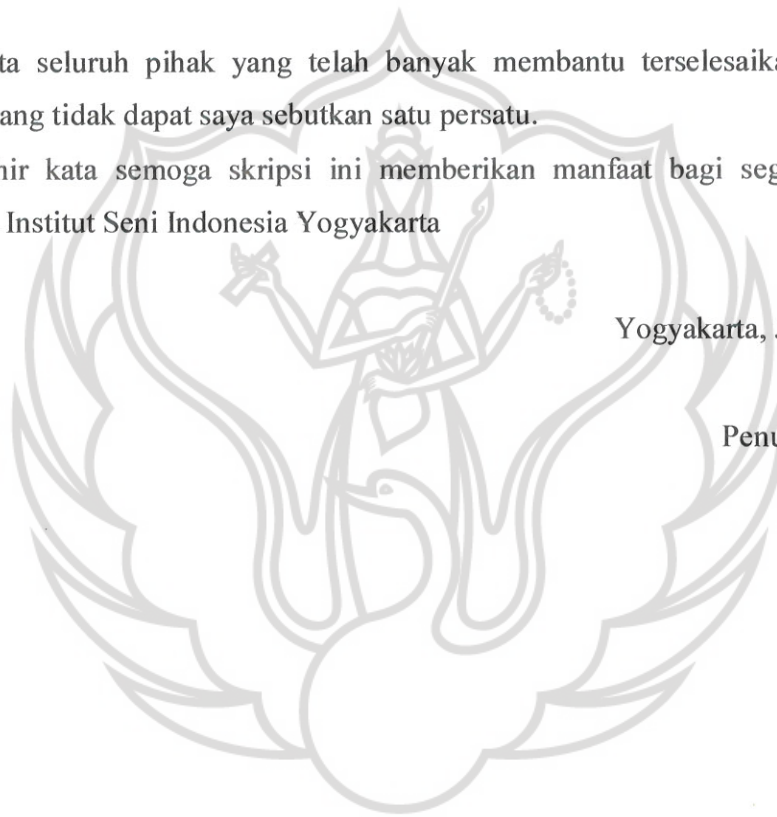 ta seluruh pihak yang telah banyak membantu terselesaika
ang tidak dapat saya sebutkan satu persatu.
hir kata semoga skripsi ini memberikan manfaat bagi seg
Institut Seni Indonesia Yogyakarta
Yogyakarta,
Penu